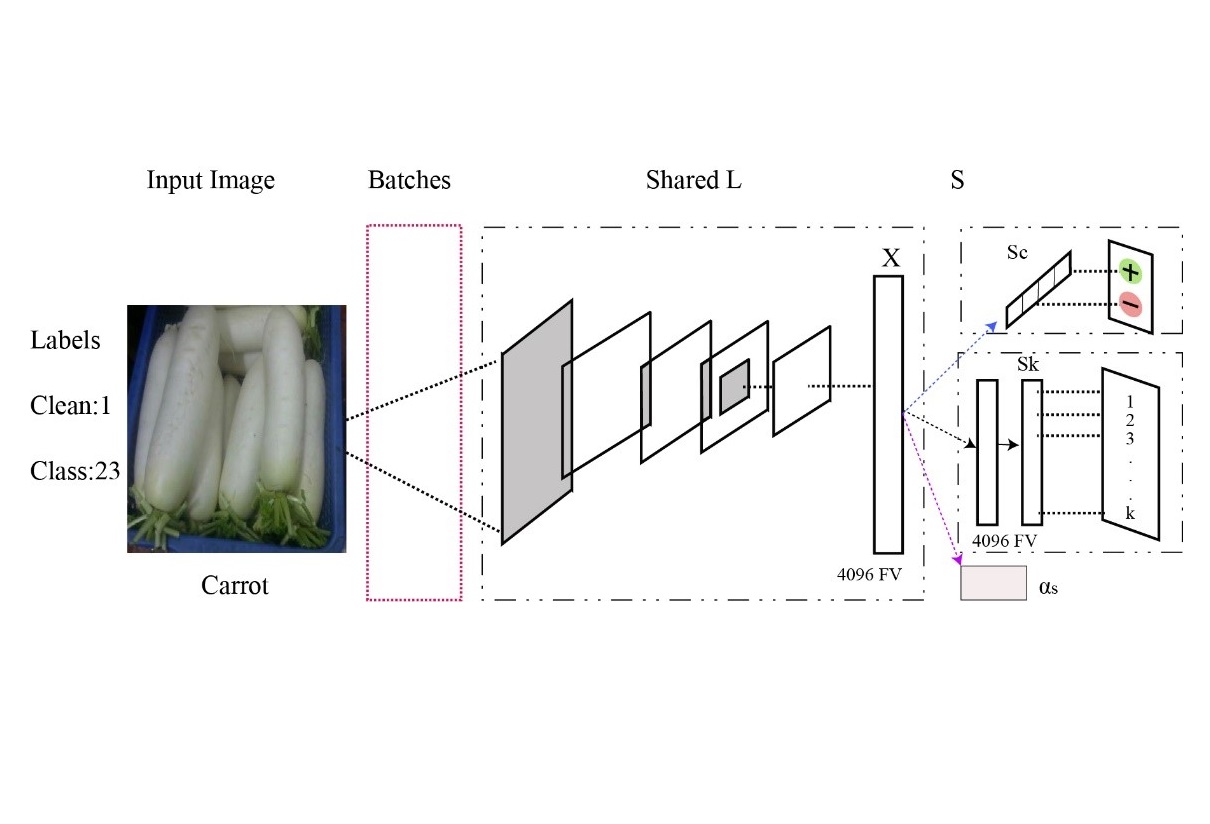 Input Image
Batches
Shared L
S
Labels
Clean:1
Class:23
Carrot
X
4096 FV
Sc
+
−
Sk
1
2
3
.
.
.
k
4096 FV
αs